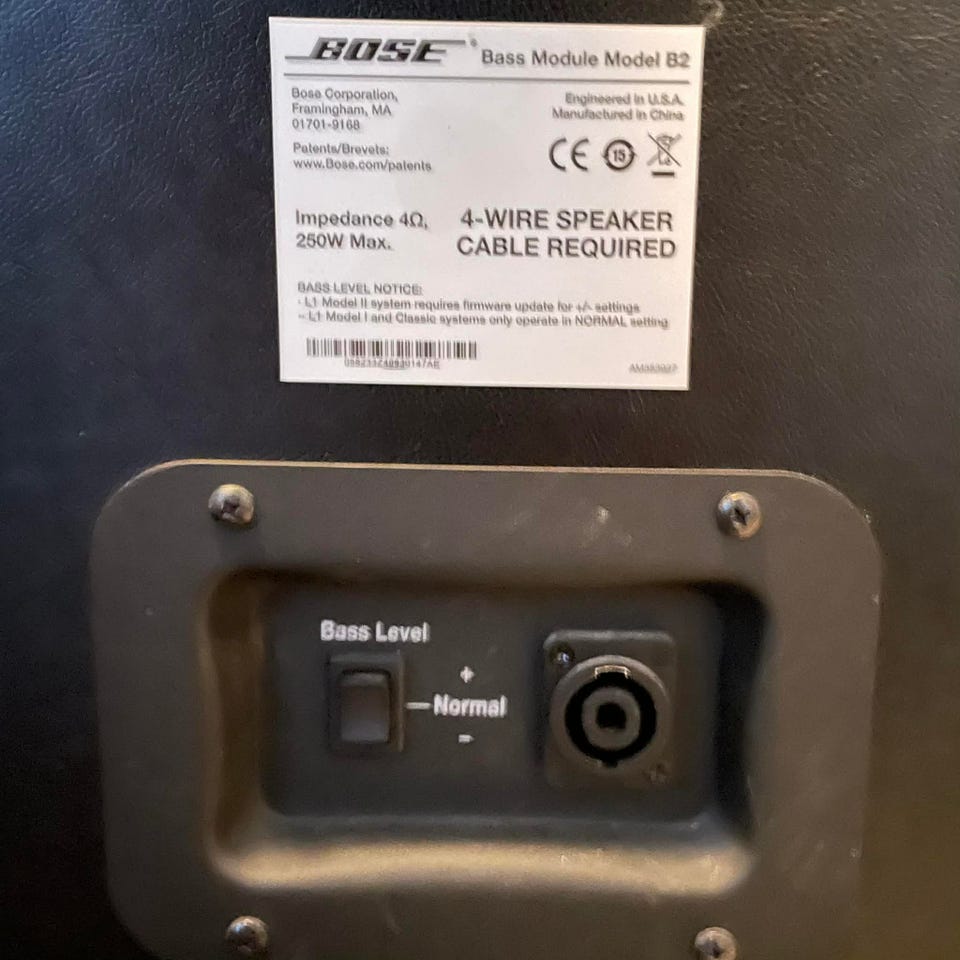 BOSE® Bass Module Model B2
Bose Corporation,
Framingham, MA
01701-9168
Engineered in U.S.A.
Manufactured in China
Patents/Brevets:
www.Bose.com/patents
CE 15
Impedance 4Ω,
250W Max.
4-WIRE SPEAKER
CABLE REQUIRED
BASS LEVEL NOTICE:
- L1 Model II system requires firmware update for +/- settings
- L1 Model I and Classic systems only operate in NORMAL setting
Bass Level
+
Normal
-